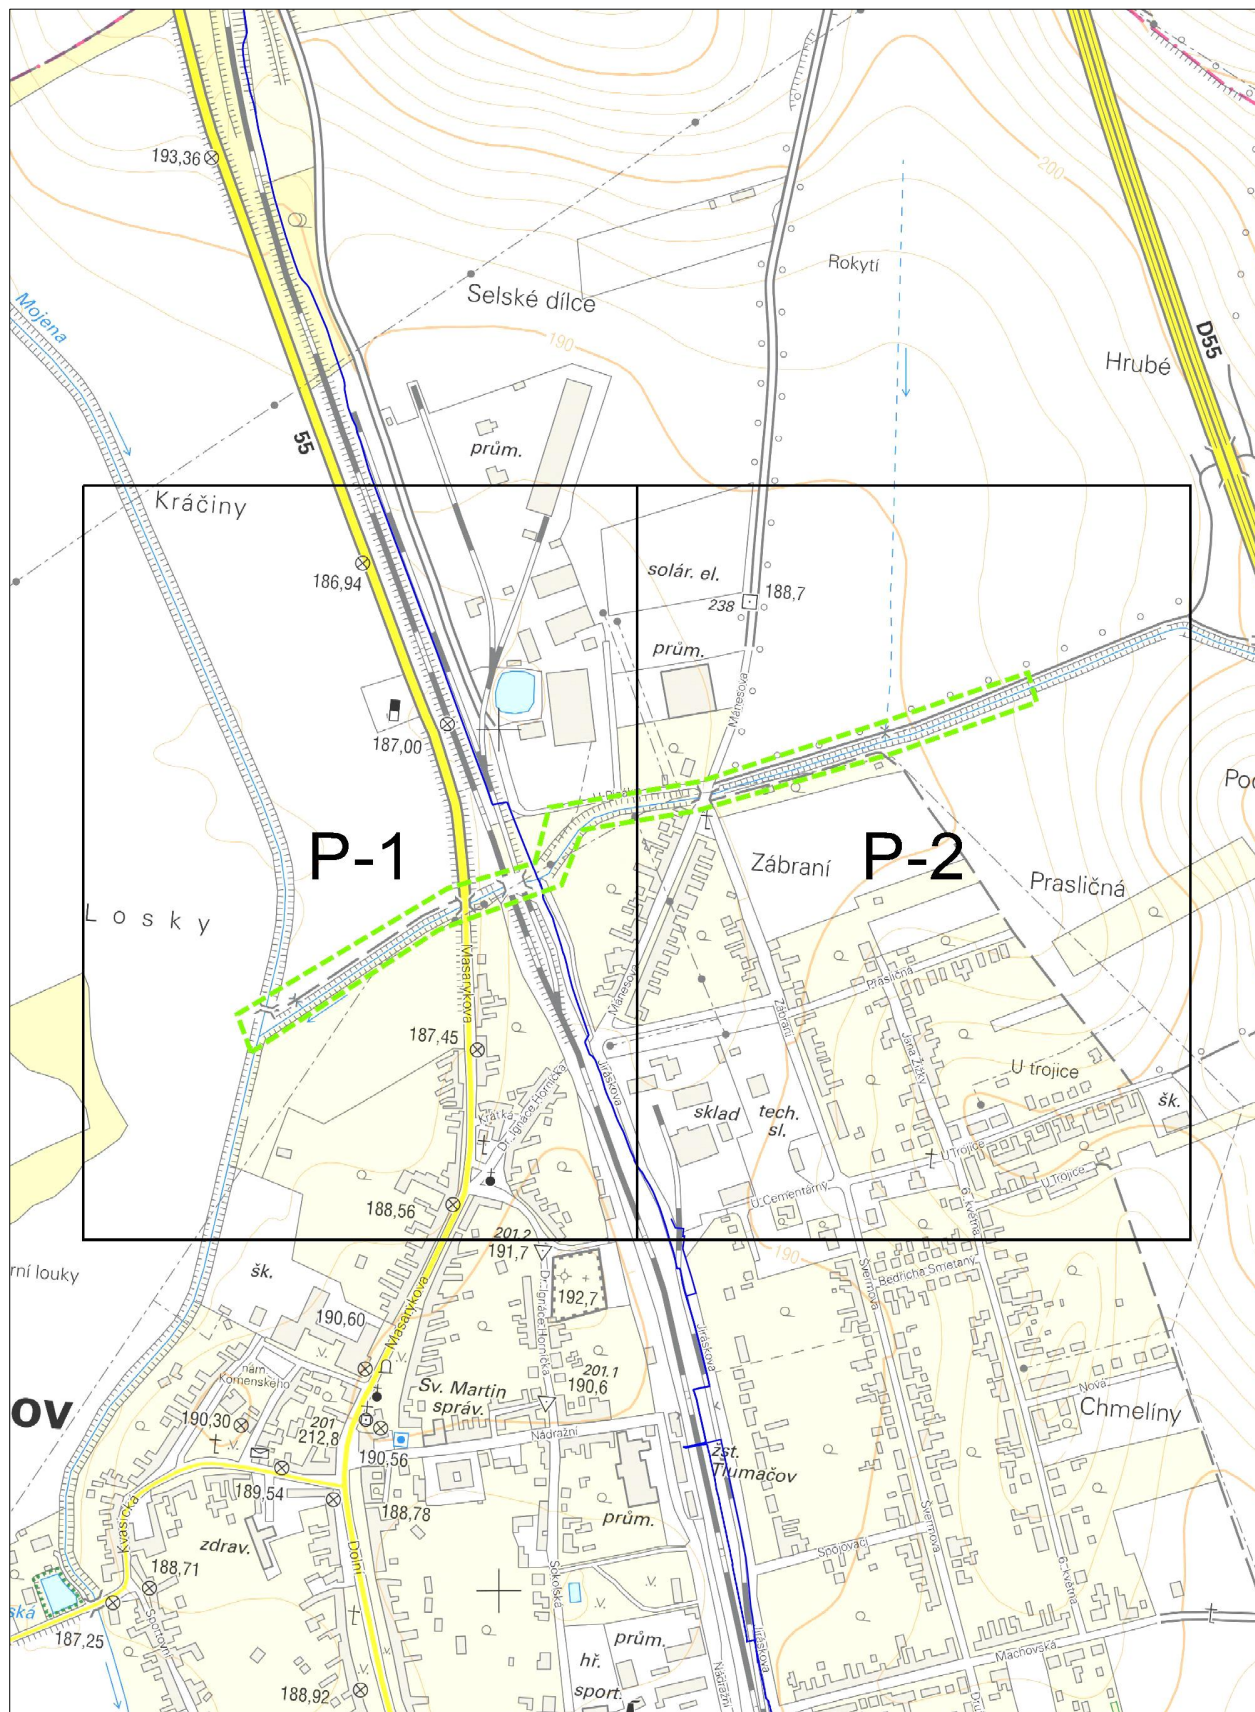 193,36
200
Rokytí
Selské dílce
Mojena
190
D55
Hrubé
55
prům.
Kráčiny
186,94
solár. el.
238
188,7
prům.
Mánesova
187,00
P-1
P-2
Zábraní
Prasličná
Losky
Masarykova
Mánesova
Prasličná
Zábraní
Jana Žižky
187,45
Jiráskova
U trojice
Krátká
Dr. Ignáce Horníčka
sklad
tech.
sl.
šk.
U Trojice
U Trojice
U Cementárny
6. května
188,56
201.2
191,7
190
Švermova
Bedřicha Smetany
rní louky
šk.
192,7
Dr. Ignáce Horníčka
190,60
Masarykova
Jiráskova
nám.
Komenského
Sv. Martin
správ.
201.1
190,6
Nová
Chmelíny
ov
190,30
201
212,8
190,56
Nádražní
žst.
Tlumačov
189,54
188,78
Kvasická
prům.
Švermova
zdrav.
Dolní
Spojovací
188,71
Sokolská
6. května
ská
Sportovní
187,25
prům.
Jiráskova
Machovská
hř.
sport.
Nádražní
188,92